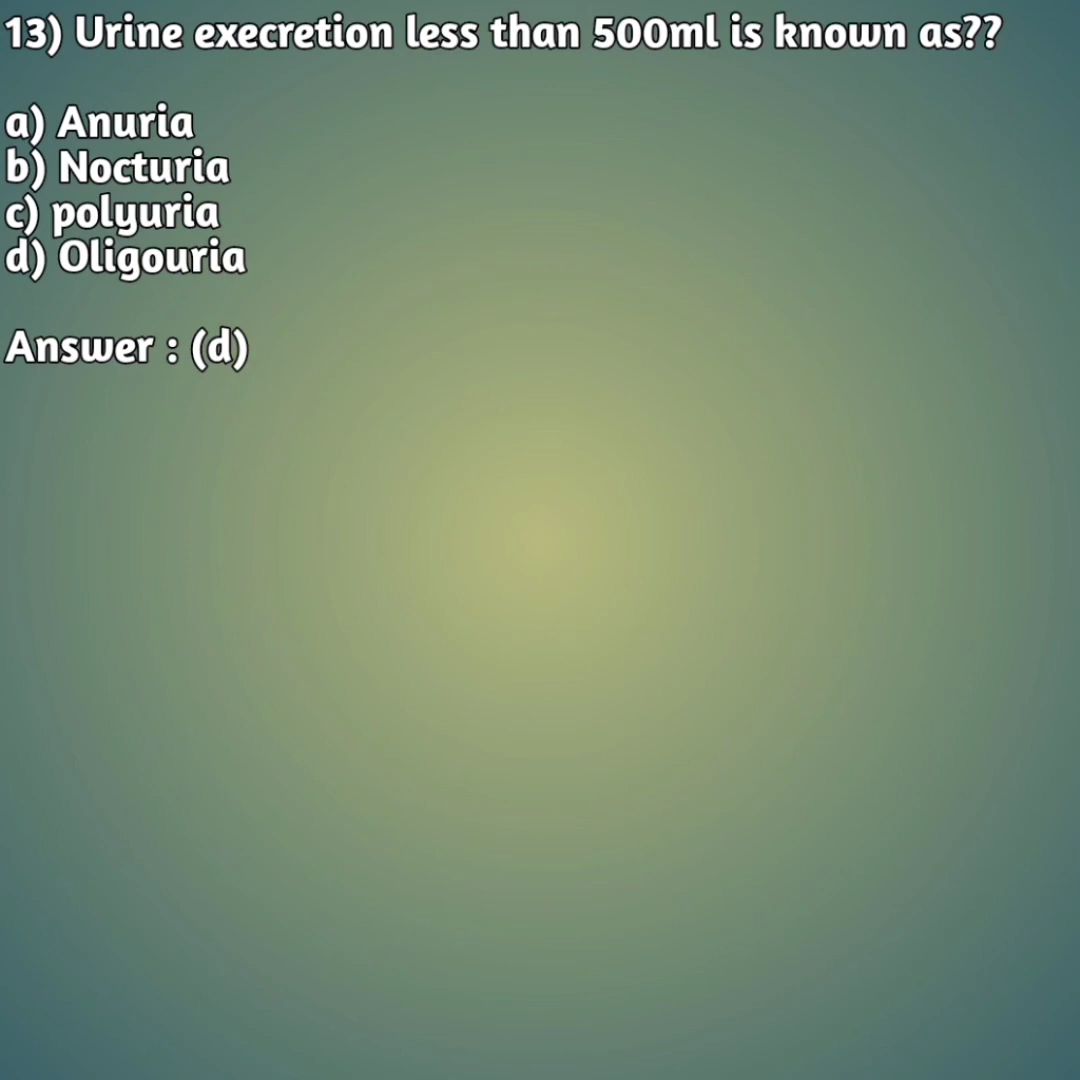 13) Urine execretion less than 500ml is known as??
a) Anuria
b) Nocturia
c) polyuria
d) Oligouria
Answer : (d)